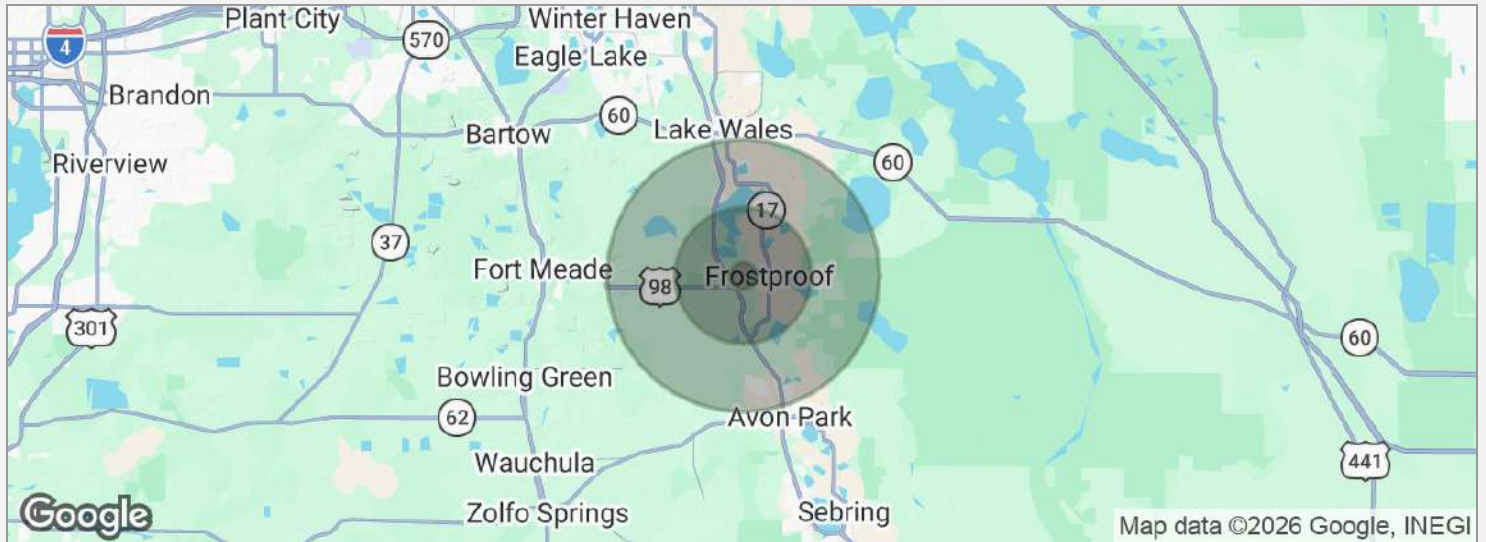 Plant City
Winter Haven
4
570
Eagle Lake
Brandon
60
Bartow
Lake Wales
Riverview
60
17
37
Fort Meade
98
Frostproof
301
60
Bowling Green
62
Avon Park
Wauchula
441
Google
Zolfo Springs
Sebring
Map data ©2026 Google, INEGI